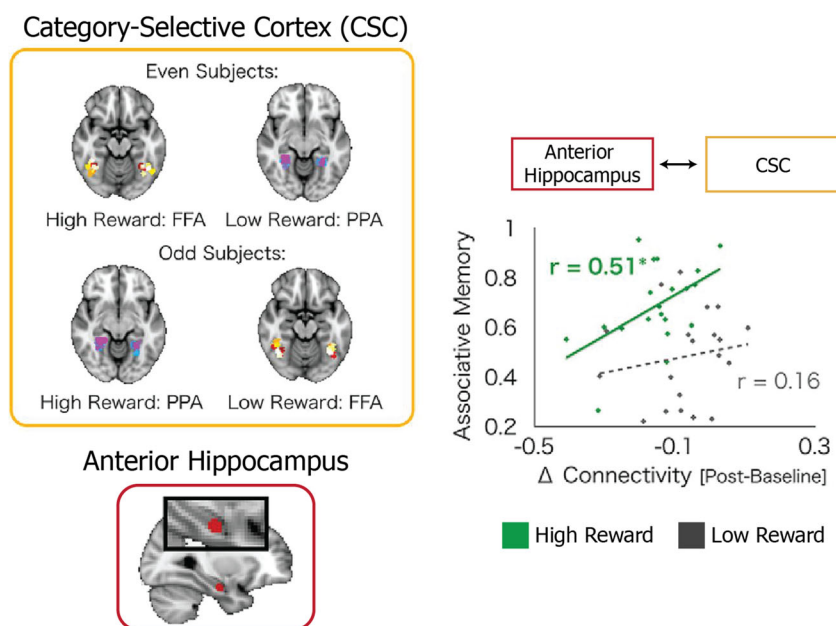 Category-Selective Cortex (CSC)
Even Subjects:
High Reward: FFA
Low Reward: PPA
Odd Subjects:
High Reward: PPA
Low Reward: FFA
Anterior Hippocampus
Anterior
Hippocampus
CSC
Associative Memory
1
0.8
0.6
0.4
0.2
r = 0.51*
r = 0.16
-0.5
-0.1
0.3
Δ Connectivity [Post-Baseline]
High Reward
Low Reward